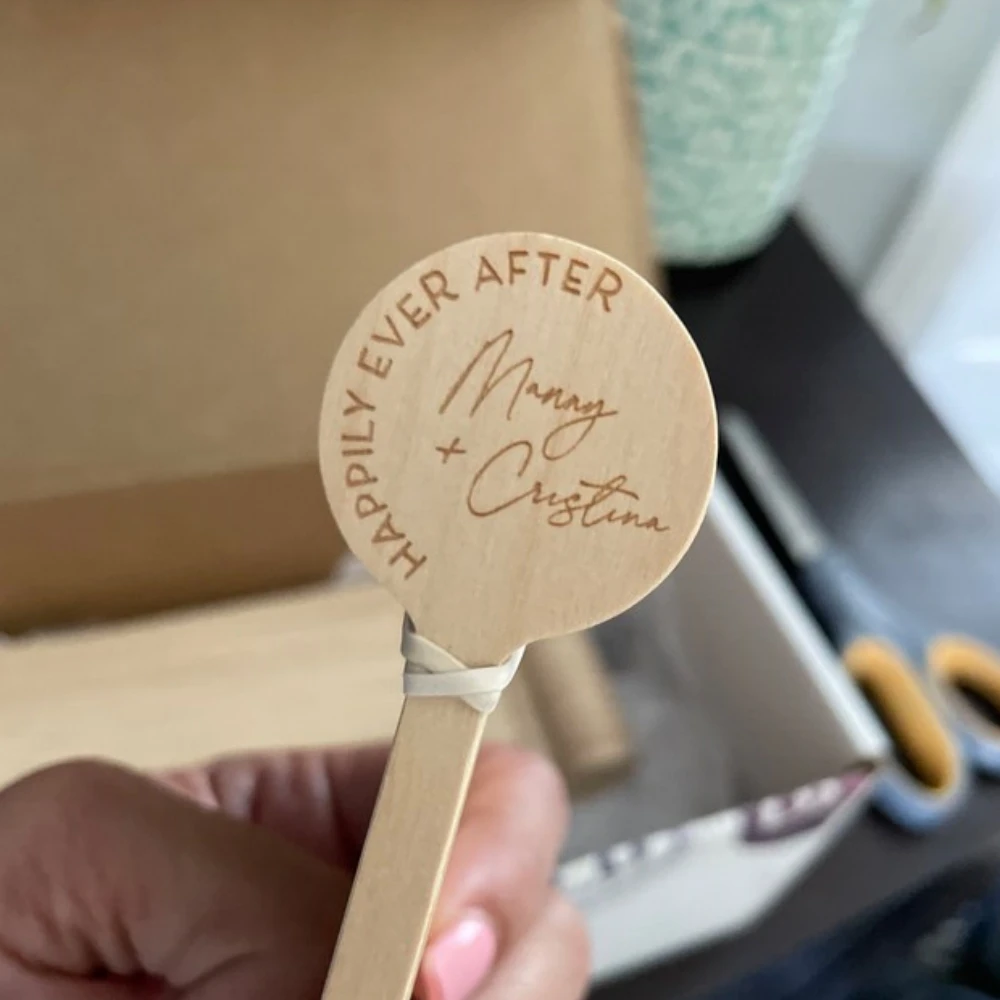 HAPPILY EVER AFTER
Manny
+ Cristina